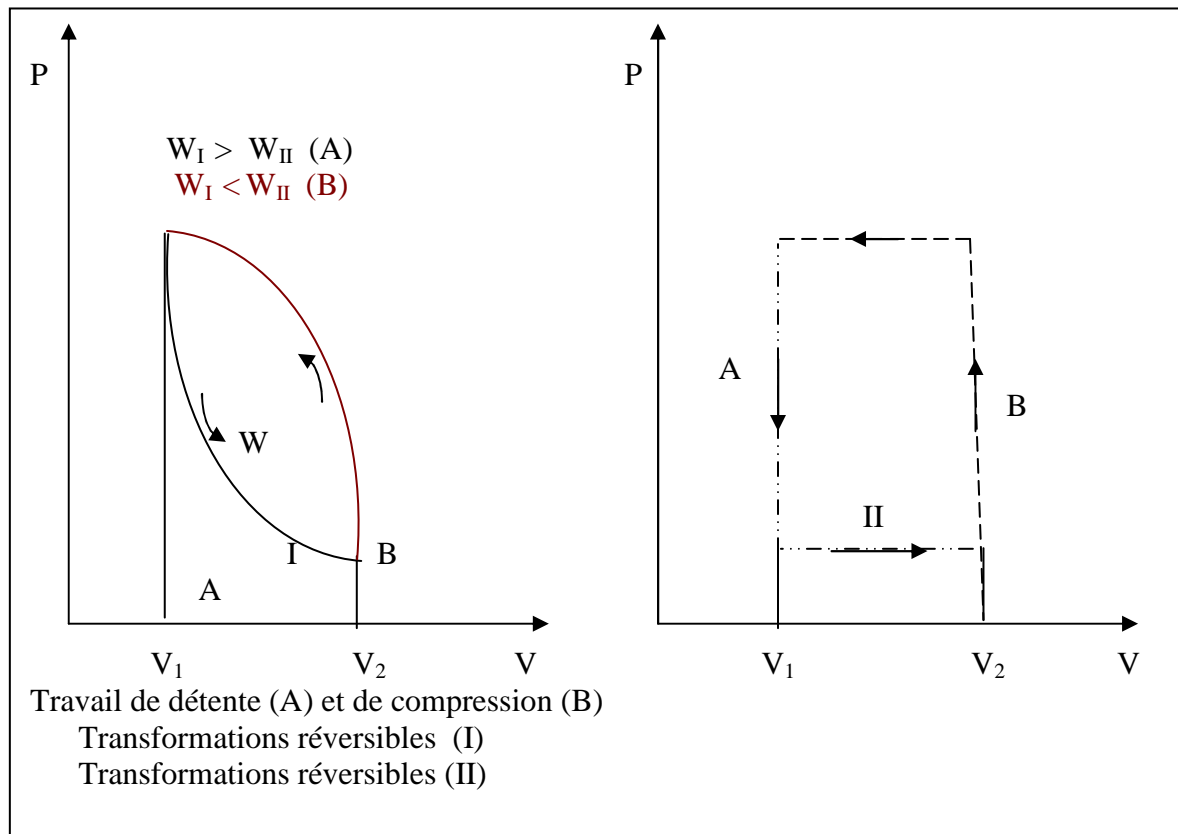 P
W_I > W_II (A)
W_I < W_II (B)
W
I
B
A
V_1
V_2
V
P
A
B
II
V_1
V_2
V
Travail de détente (A) et de compression (B)
Transformations réversibles (I)
Transformations réversibles (II)